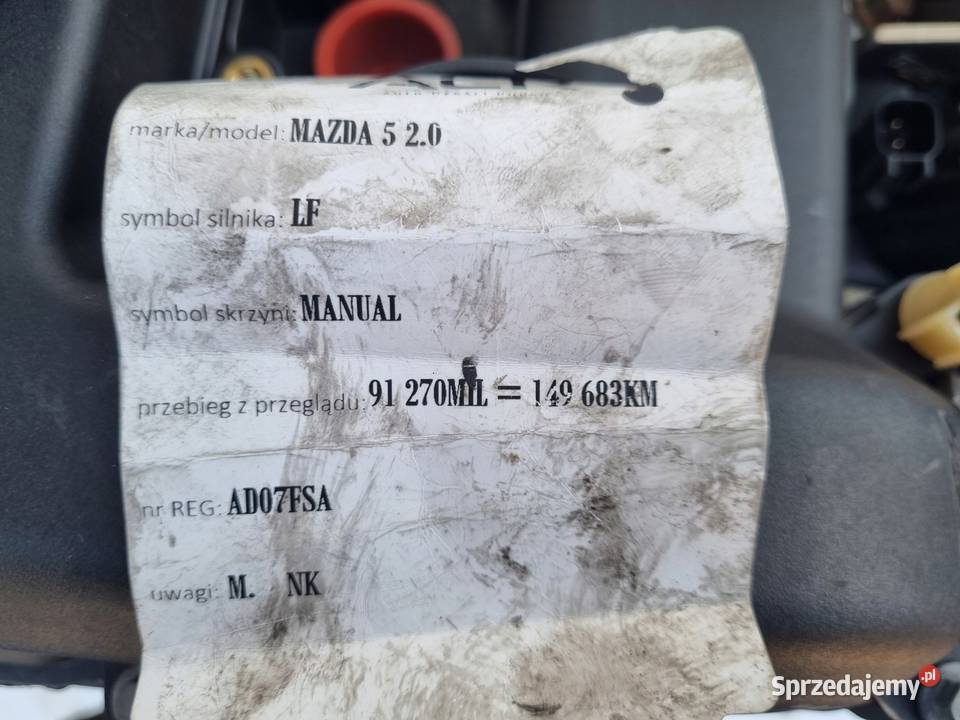 marka/model: MAZDA 5 2.0
symbol silnika: LF
symbol skrzyni: MANUAL
przebieg z przeglądu: 91 270MIL = 149 683KM
nr REG: AD07FSA
uwagi: M. NK
Sprzedajemy.pl